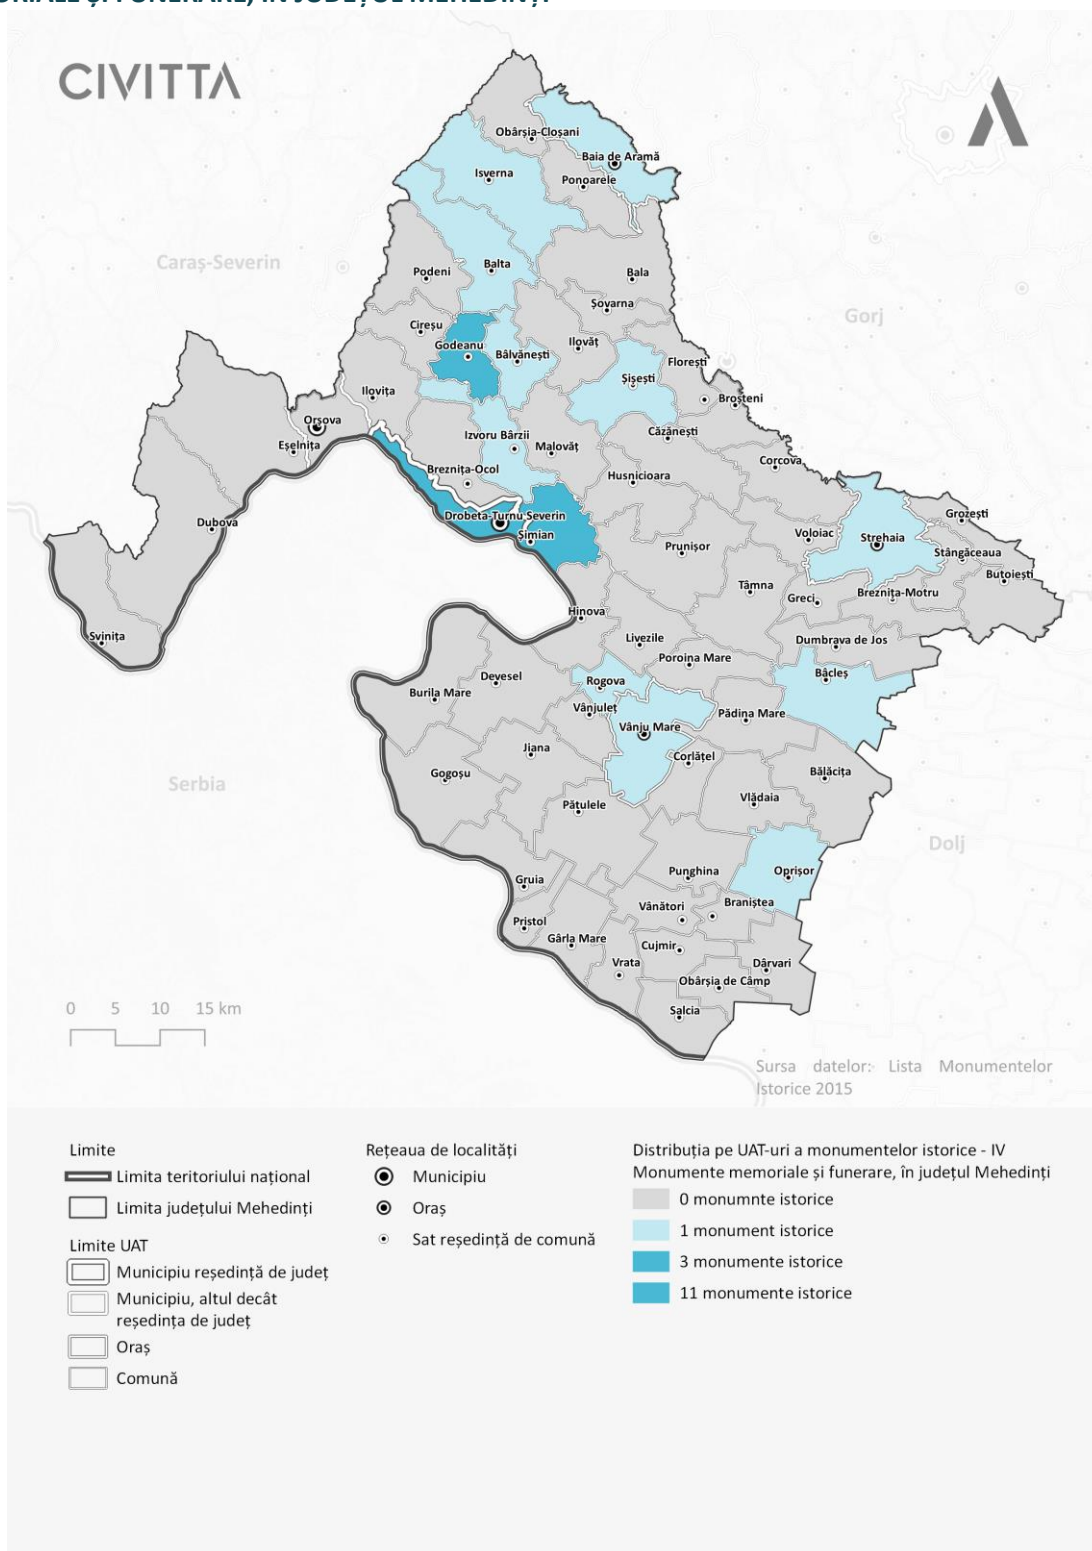 CIVITTA
Obârșia-Cloșani
Baia de Aramă
Isverna
Ponoarele
Caraș-Severin
Podeni
Balta
Bala
Șovarna
Gorj
Cireșu
Godeanu
Bâlvănești
Ilovăț
Florești
Șișești
Ilovița
Broșteni
Orșova
Eșelnița
Izvoru Bârzii
Malovăț
Căzănești
Breznița-Ocol
Husnicioara
Corcova
Dubova
Drobeta-Turnu Severin
Șimian
Prunișor
Voloiac
Strehaia
Grozești
Stângăceaua
Butoiești
Tâmna
Greci
Breznița-Motru
Svinița
Hinova
Livezile
Dumbrava de Jos
Poroina Mare
Devesel
Rogova
Bâcleș
Burila Mare
Vânjuleț
Vânju Mare
Pădina Mare
Jiana
Corlățel
Gogoșu
Bălăcița
Serbia
Pătulele
Vlădaia
Dolj
Punghina
Oprișor
Gruia
Vânători
Braniștea
Pristol
Gârla Mare
Cujmir
Vrata
Dârvari
Obârșia de Câmp
Salcia
0 5 10 15 km
Sursa datelor: Lista Monumentelor
Istorice 2015
Limite
Limita teritoriului național
Limita județului Mehedinți
Limite UAT
Municipiu reședință de județ
Municipiu, altul decât
reședința de județ
Oraș
Comună
Rețeaua de localități
Municipiu
Oraș
Sat reședință de comună
Distribuția pe UAT-uri a monumentelor istorice - IV
Monumente memoriale și funerare, în județul Mehedinți
0 monumnte istorice
1 monument istorice
3 monumente istorice
11 monumente istorice